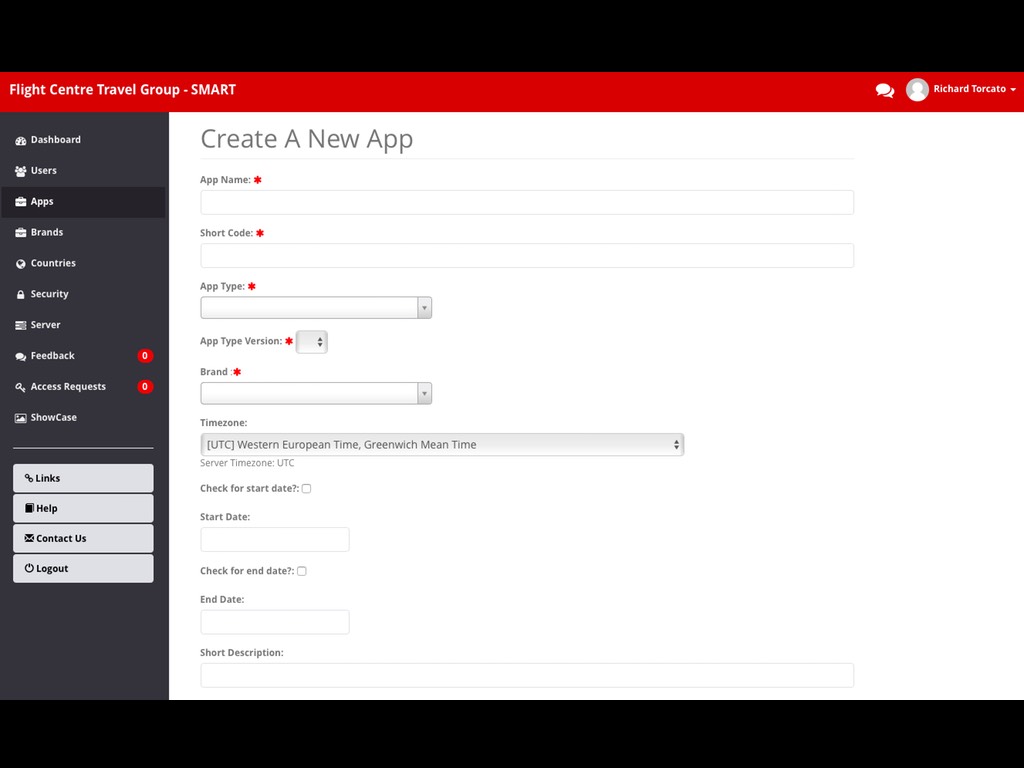 Flight Centre Travel Group - SMART
Richard Torcato
Dashboard
Users
Apps
Brands
Countries
Security
Server
Feedback 0
Access Requests 0
ShowCase
Links
Help
Contact Us
Logout
Create A New App
App Name: ✱
Short Code: ✱
App Type: ✱
App Type Version: ✱
Brand :✱
Timezone:
[UTC] Western European Time, Greenwich Mean Time
Server Timezone: UTC
Check for start date?:
Start Date:
Check for end date?:
End Date:
Short Description: